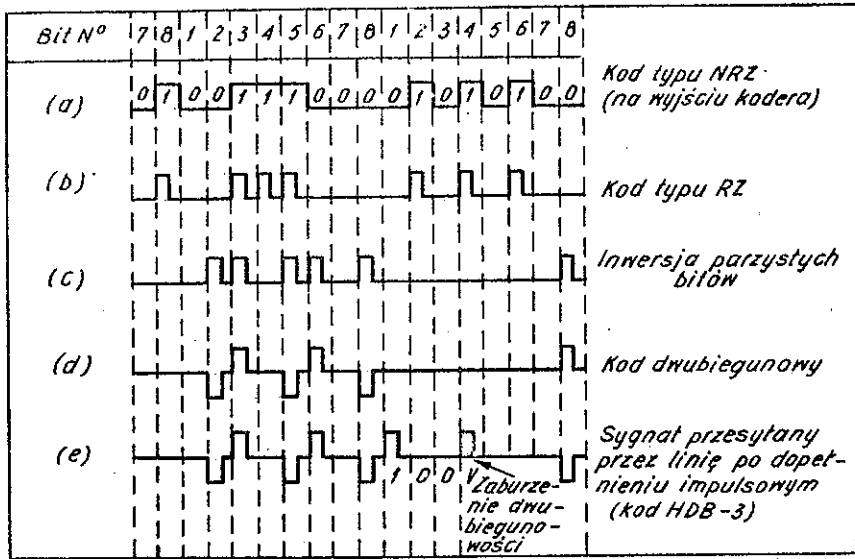 Bit Nº 7 8 1 2 3 4 5 6 7 8 1 2 3 4 5 6 7 8
(a) 0 1 0 0 1 1 1 0 0 0 0 1 0 1 0 1 0 0
Kod typu NRZ
(na wyjściu kodera)
(b) Kod typu RZ
(c) Inwersja parzystych
bitów
(d) Kod dwubiegunowy
(e) 1 0 0 V
Zaburze-
nie dwu-
bieguno-
wości
Sygnał przesyłany
przez linię po dopeł-
nieniu impulsowym
(kod HDB-3)